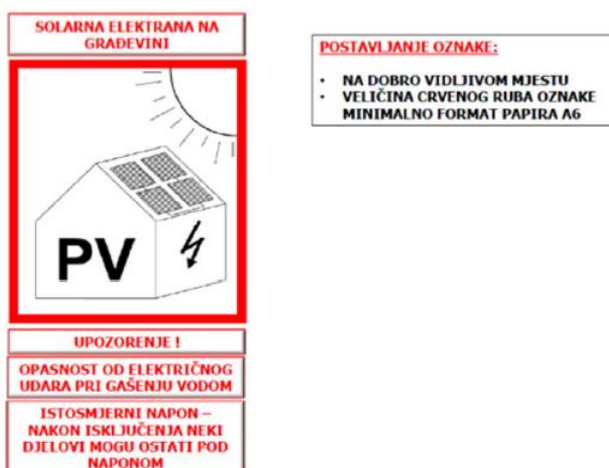 SOLARNA ELEKTRANA NA
GRAĐEVINI
PV
UPOZORENJE !
OPASNOST OD ELEKTRIČNOG
UDARA PRI GAŠENJU VODOM
ISTOSMJERNI NAPON –
NAKON ISKLJUČENJA NEKI
DJELOVI MOGU OSTATI POD
NAPONOM
POSTAVLJANJE OZNAKE:
• NA DOBRO VIDLJIVOM MJESTU
• VELIČINA CRVENOG RUBA OZNAKE
MINIMALNO FORMAT PAPIRA A6